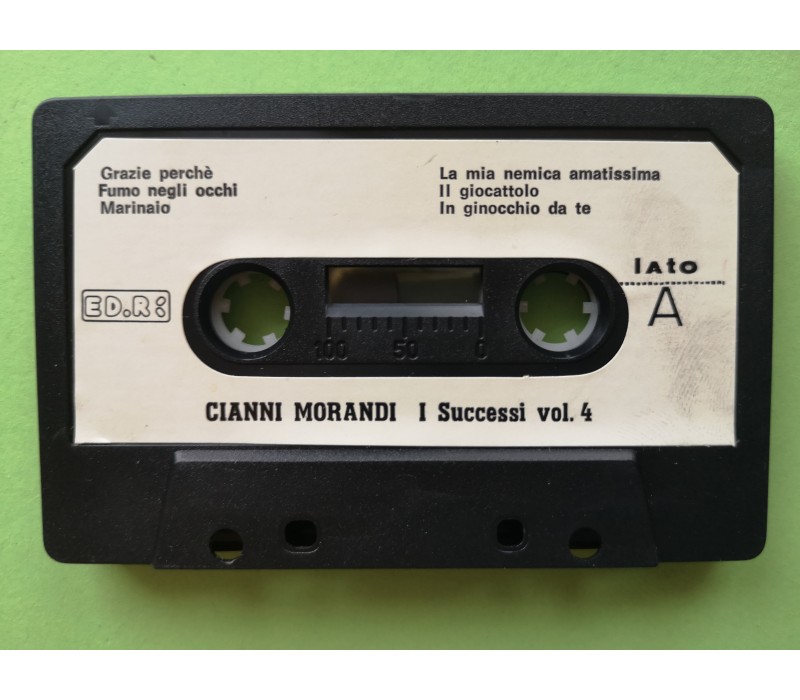 Grazie perchè
Fumo negli occhi
Marinaio
La mia nemica amatissima
Il giocattolo
In ginocchio da te
lAto
A
ED.R:
100 50 0
CIANNI MORANDI I Successi vol. 4